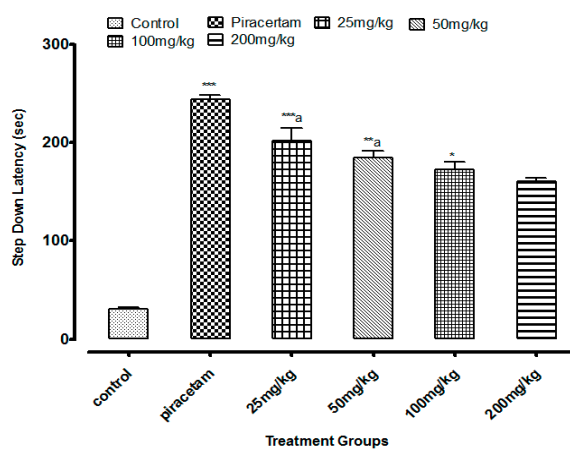 Control Piracertam 25mg/kg 50mg/kg
100mg/kg 200mg/kg
300
200
100
0
Step Down Latency (sec)
***
***a
**a
*
control piracetam 25mg/kg 50mg/kg 100mg/kg 200mg/kg
Treatment Groups